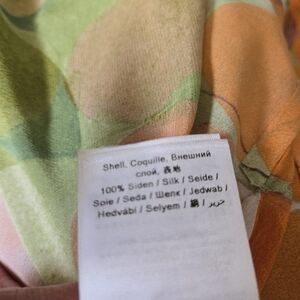 Shell, Coquille, Внешний
слой, 表地
100% Siden / Silk / Seide /
Soie / Seda / Шелк / Jedwab /
Hedvábí / Selyem / 絹 / حرير